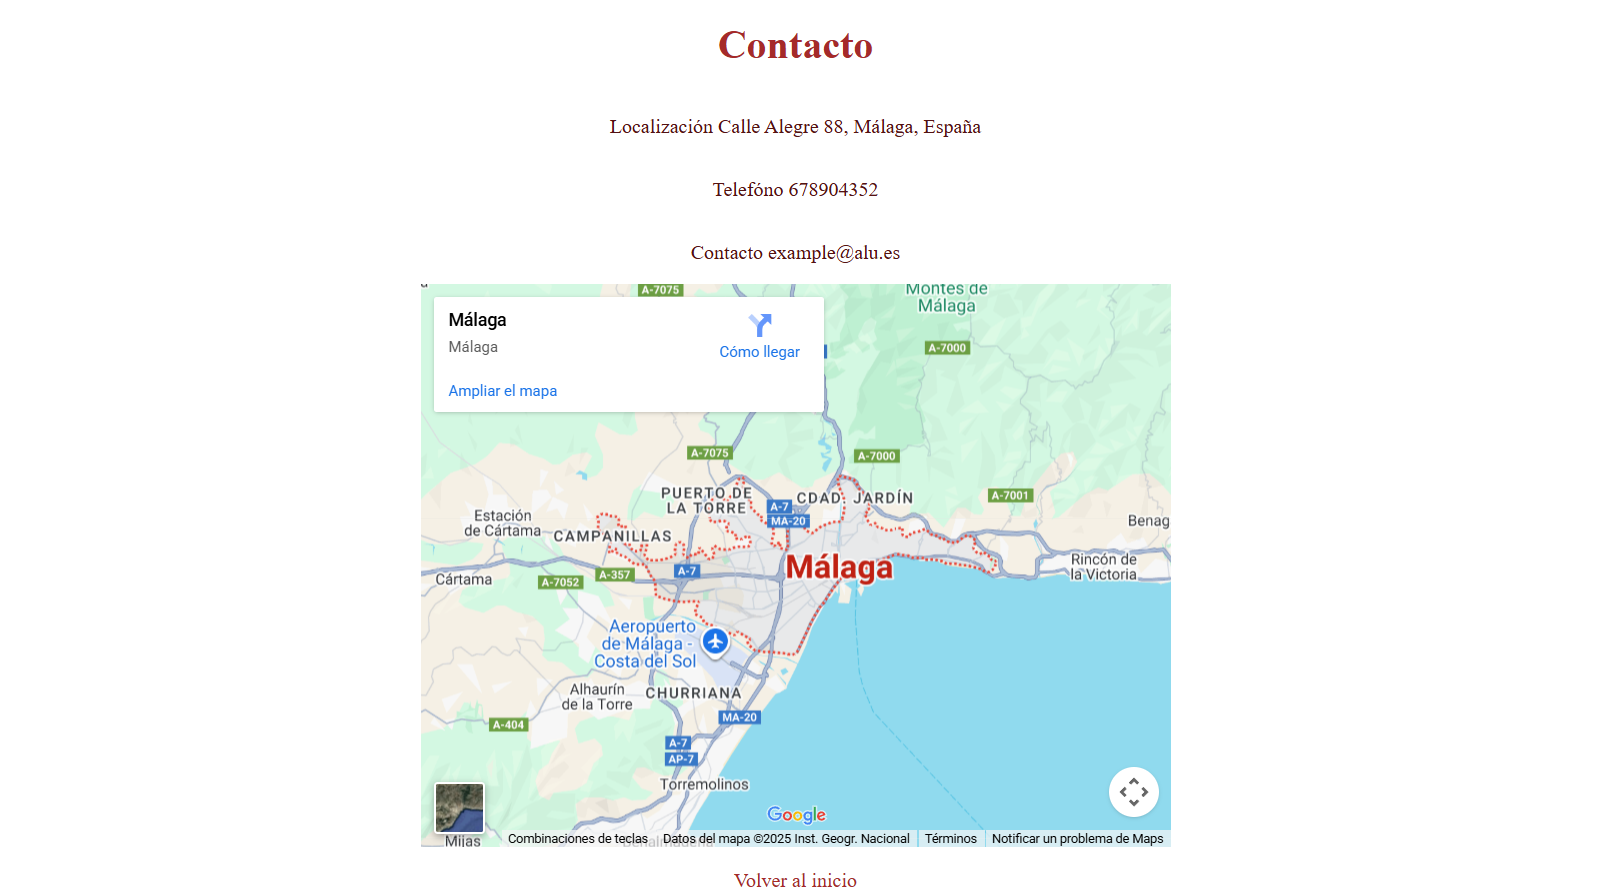 Contacto
Localización Calle Alegre 88, Málaga, España
Telefóno 678904352
Contacto example@alu.es
A-7075
Montes de
Málaga
Málaga
Málaga
Cómo llegar
Ampliar el mapa
A-7000
A-7075
A-7000
PUERTO DE
LA TORRE
CDAD. JARDÍN
A-7001
A-7
MA-20
Estación
de Cártama
CAMPANILLAS
Benag
Málaga
Rincón de
la Victoria
Cártama
A-7052
A-357
A-7
Aeropuerto
de Málaga -
Costa del Sol
Alhaurín
de la Torre
CHURRIANA
A-404
MA-20
A-7
AP-7
Torremolinos
Google
Mijas
Benalmádena
Combinaciones de teclas
Datos del mapa ©2025 Inst. Geogr. Nacional
Términos
Notificar un problema de Maps
Volver al inicio